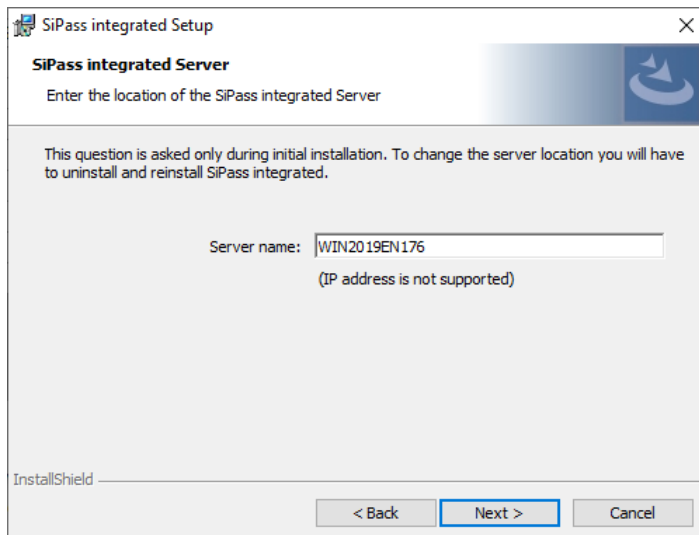 SiPass integrated Setup
SiPass integrated Server
Enter the location of the SiPass integrated Server
This question is asked only during initial installation. To change the server location you will have
to uninstall and reinstall SiPass integrated.
Server name: WIN2019EN176
(IP address is not supported)
InstallShield
< Back Next > Cancel